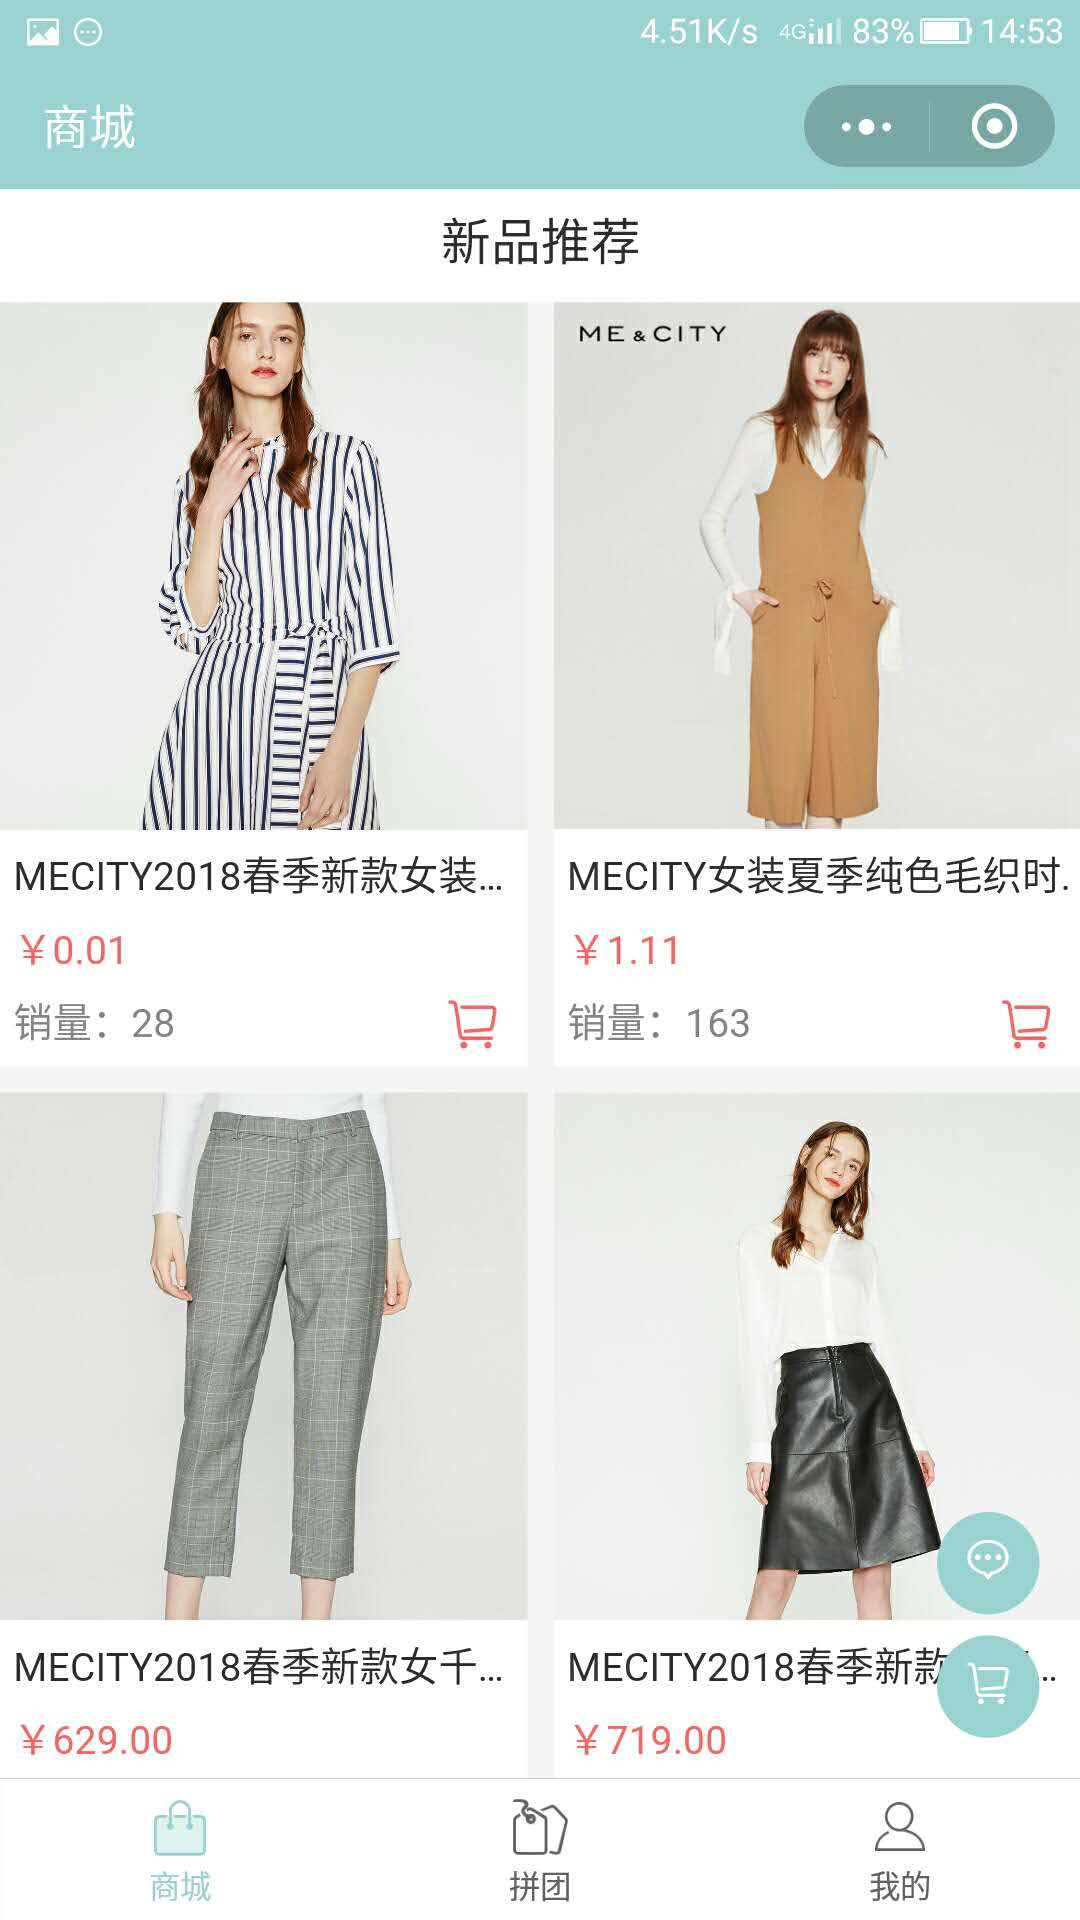 4.51K/s 4G 83% 14:53
商城
新品推荐
ME&CITY
MECITY2018春季新款女装...
MECITY女装夏季纯色毛织时.
￥0.01
￥1.11
销量：28
销量：163
MECITY2018春季新款女千...
MECITY2018春季新款
￥629.00
￥719.00
商城
拼团
我的